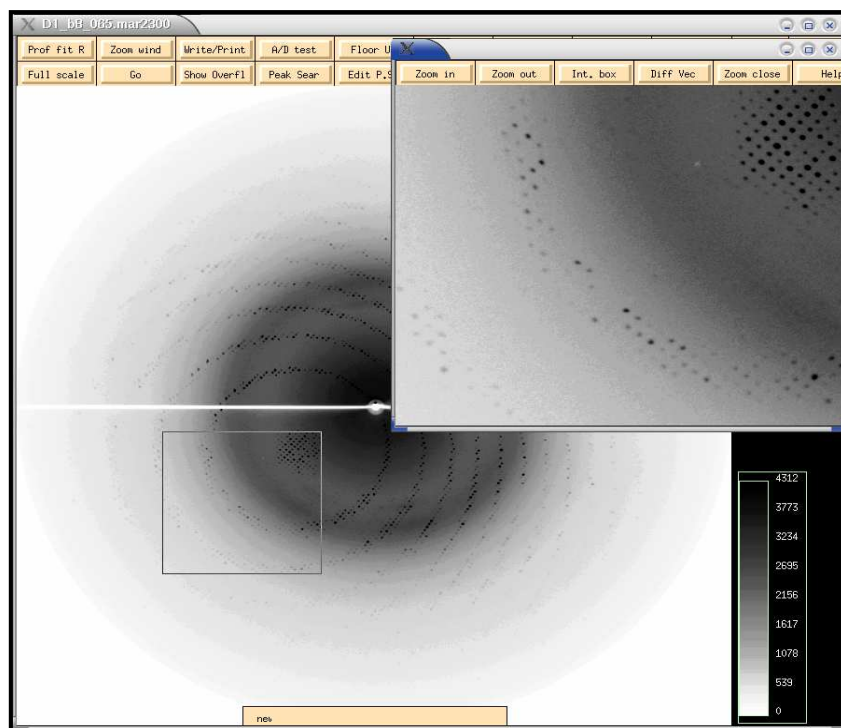 D1_b8_065.mar2300
Prof fit R Zoom wind Write/Print A/D test Floor U
Full scale Go Show Overfl Peak Sear Edit P.S
Zoom in Zoom out Int. box Diff Vec Zoom close Help
4312
3773
3234
2695
2156
1617
1078
539
0
new